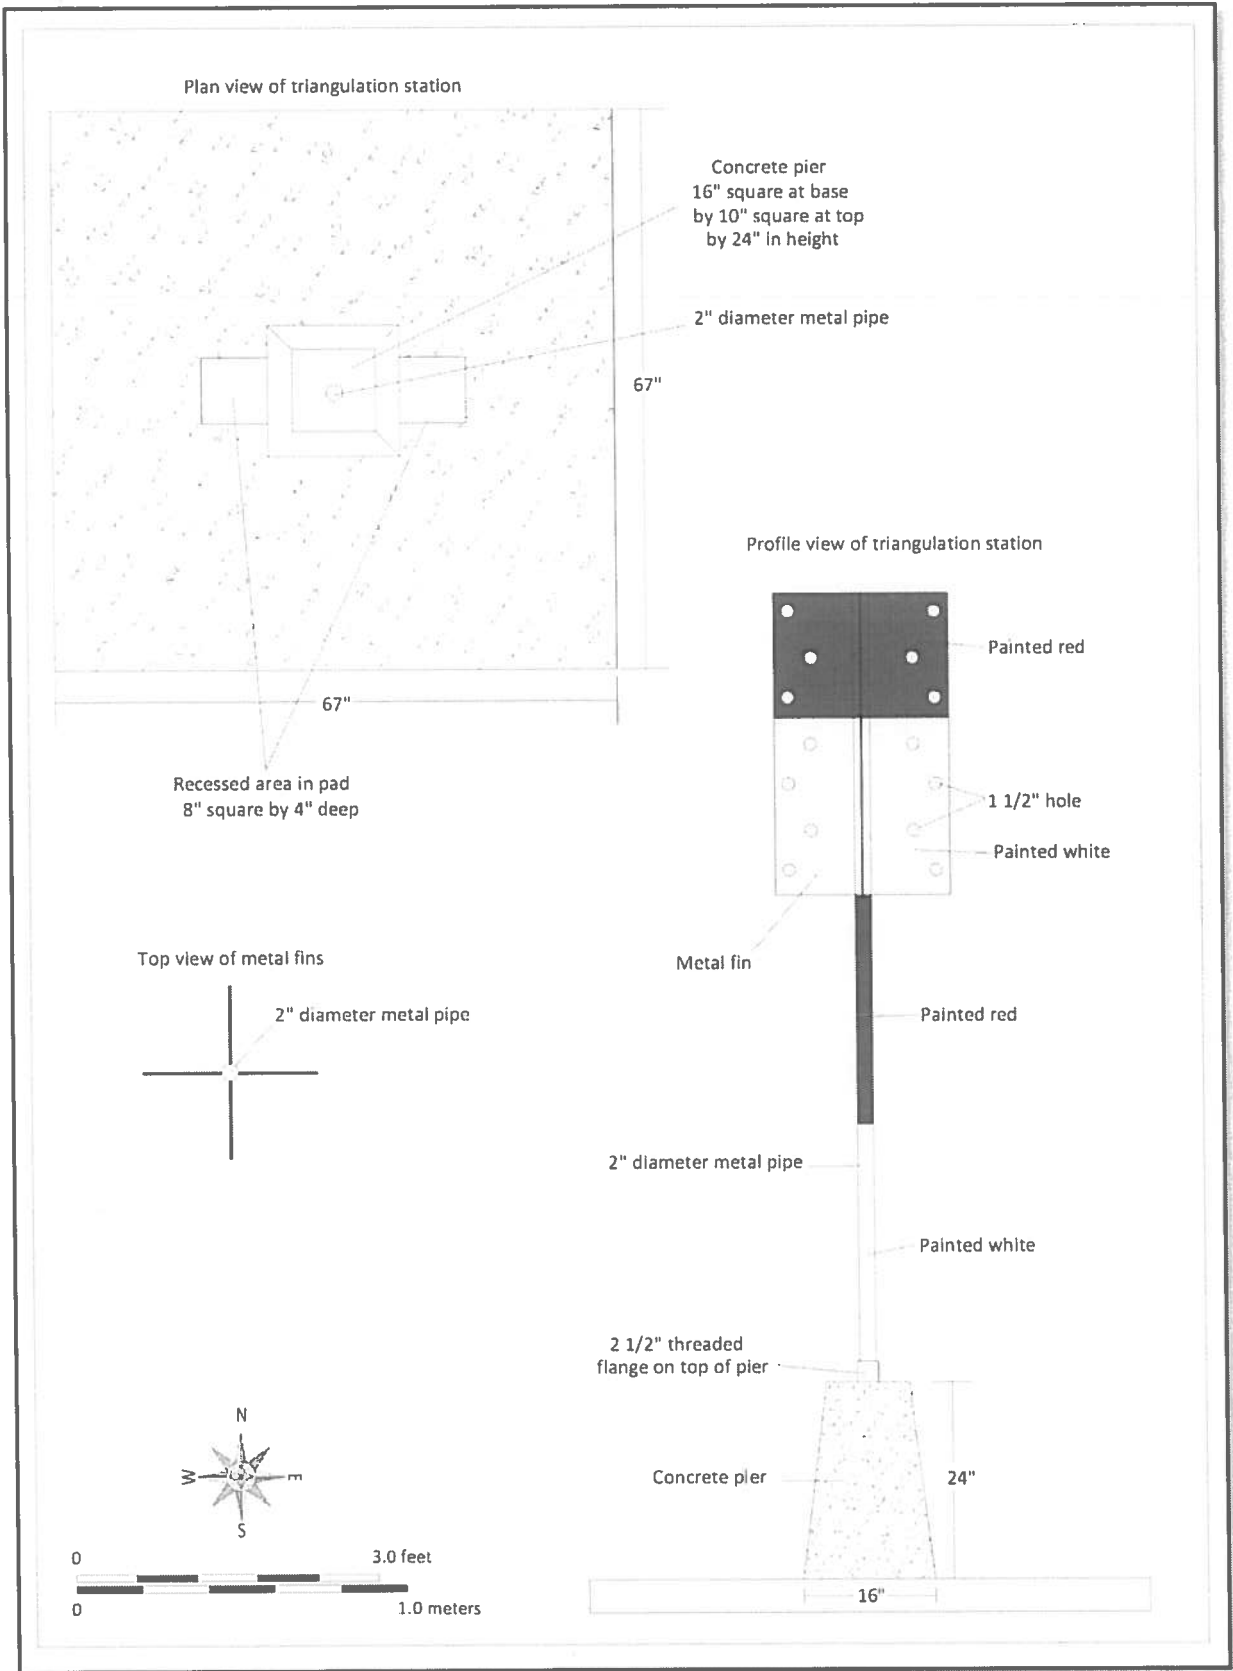 Plan view of triangulation station
Concrete pier
16" square at base
by 10" square at top
by 24" in height
2" diameter metal pipe
67"
67"
Recessed area in pad
8" square by 4" deep
Profile view of triangulation station
Painted red
1 1/2" hole
Painted white
Metal fin
Top view of metal fins
2" diameter metal pipe
Painted red
2" diameter metal pipe
Painted white
2 1/2" threaded
flange on top of pier
Concrete pier
24"
16"
N
W
E
S
0
3.0 feet
0
1.0 meters